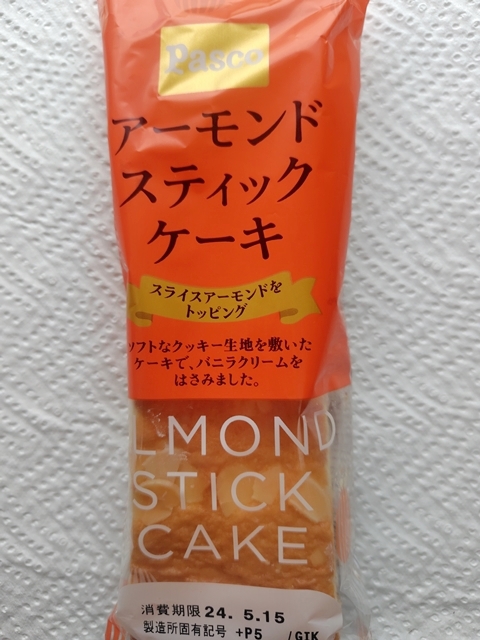 Pasco
アーモンド
スティック
ケーキ
スライスアーモンドを
トッピング
ソフトなクッキー生地を敷いた
ケーキで、バニラクリームを
はさみました。
LMOND
STICK
CAKE
消費期限 24. 5.15
製造所固有記号 +P5 /GTK